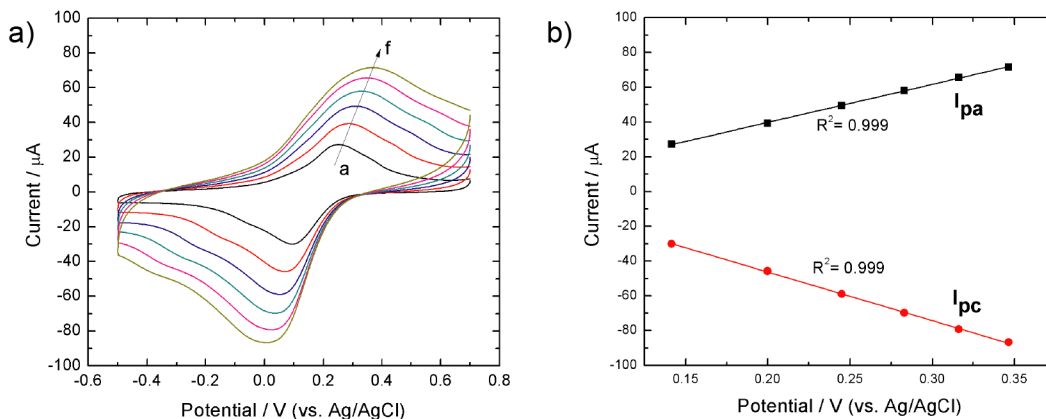 a)
100
80
60
40
20
0
-20
-40
-60
-80
-100
Current / μA
f
a
-0.6 -0.4 -0.2 0.0 0.2 0.4 0.6 0.8
Potential / V (vs. Ag/AgCl)
b)
100
80
60
40
20
0
-20
-40
-60
-80
-100
Current / μA
R²= 0.999
Ipa
R²= 0.999
Ipc
0.15 0.20 0.25 0.30 0.35
Potential / V (vs. Ag/AgCl)